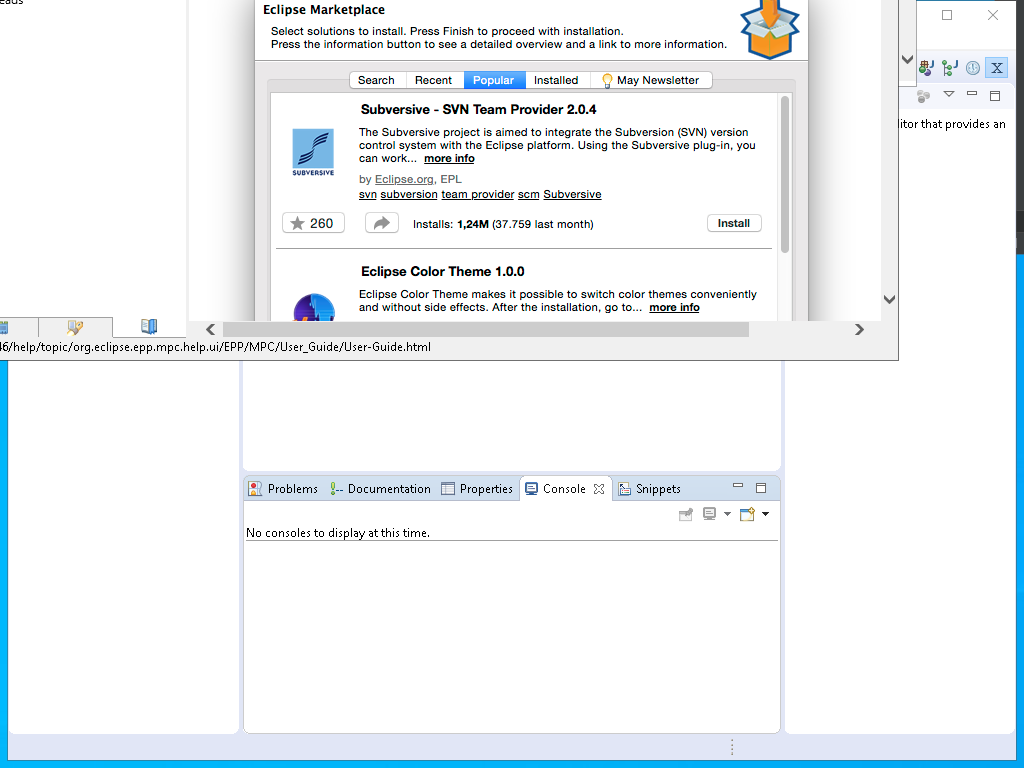 Eclipse Marketplace
Select solutions to install. Press Finish to proceed with installation.
Press the information button to see a detailed overview and a link to more information.
Search Recent Popular Installed May Newsletter
Subversive - SVN Team Provider 2.0.4
The Subversive project is aimed to integrate the Subversion (SVN) version
control system with the Eclipse platform. Using the Subversive plug-in, you
can work... more info
SUBVERSIVE
by Eclipse.org, EPL
svn subversion team provider scm Subversive
260 Installs: 1,24M (37.759 last month) Install
Eclipse Color Theme 1.0.0
Eclipse Color Theme makes it possible to switch color themes conveniently
and without side effects. After the installation, go to... more info
46/help/topic/org.eclipse.epp.mpc.help.ui/EPP/MPC/User_Guide/User-Guide.html
X
itor that provides an
Problems Documentation Properties Console Snippets
No consoles to display at this time.